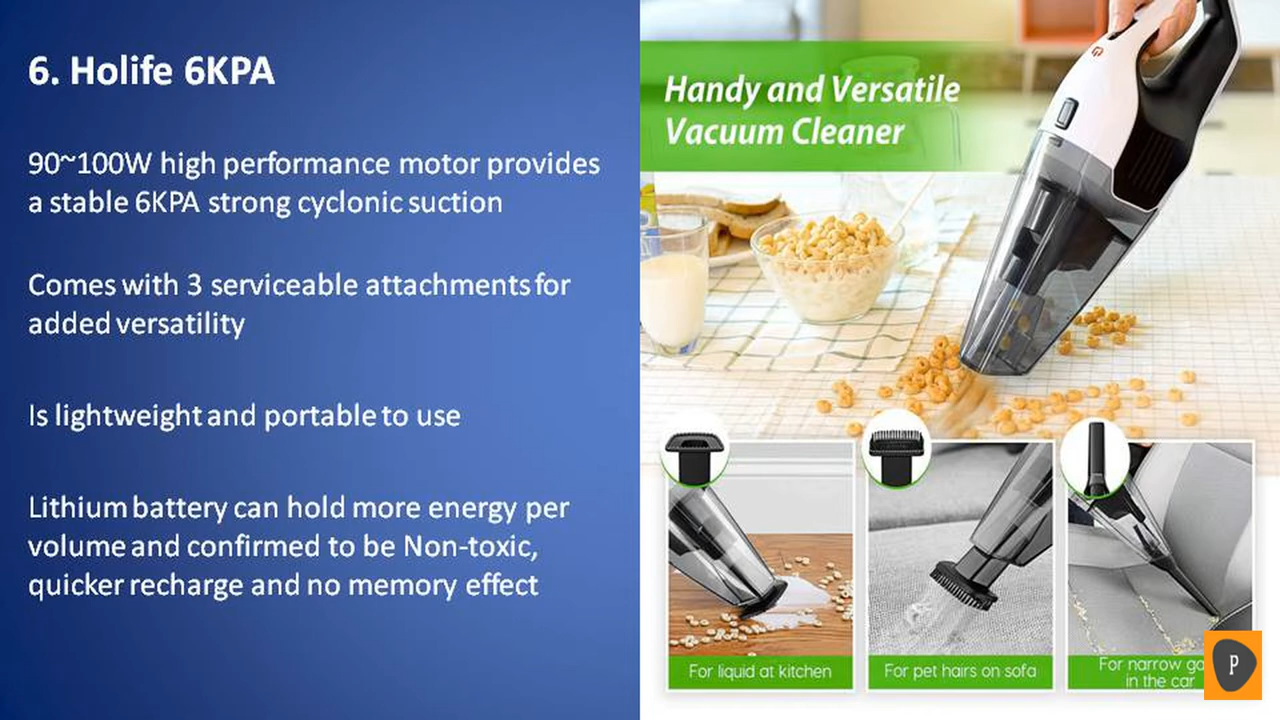 6. Holife 6KPA
90~100W high performance motor provides
a stable 6KPA strong cyclonic suction
Comes with 3 serviceable attachments for
added versatility
Is lightweight and portable to use
Lithium battery can hold more energy per
volume and confirmed to be Non-toxic,
quicker recharge and no memory effect
Handy and Versatile
Vacuum Cleaner
For liquid at kitchen
For pet hairs on sofa
For narrow
in the car
P